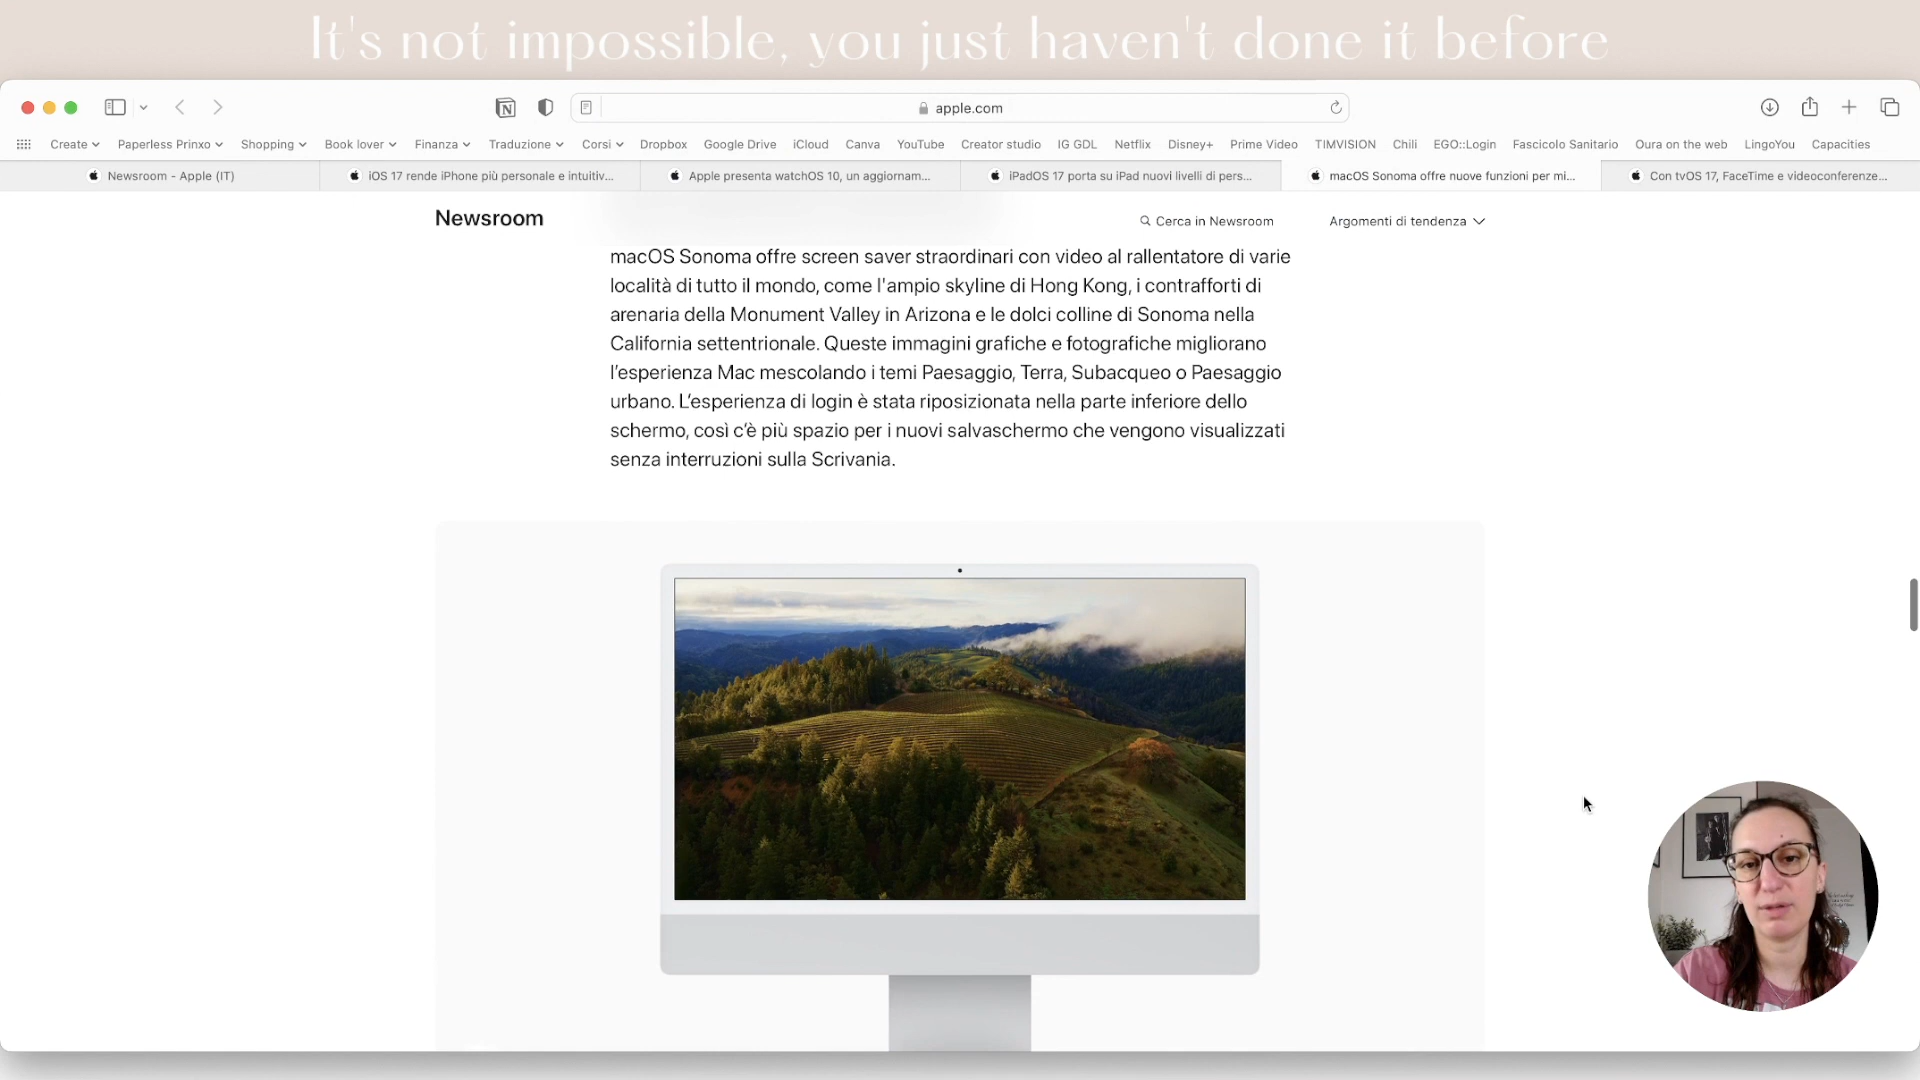 It's not impossible, you just haven't done it before
apple.com
Create
Paperless Prinxo
Shopping
Book lover
Finanza
Traduzione
Corsi
Dropbox
Google Drive
iCloud
Canva
YouTube
Creator studio
IG GDL
Netflix
Disney+
Prime Video
TIMVISION
Chili
EGO::Login
Fascicolo Sanitario
Oura on the web
LingoYou
Capacities
Newsroom - Apple (IT)
iOS 17 rende iPhone più personale e intuitiv...
Apple presenta watchOS 10, un aggiornam...
iPadOS 17 porta su iPad nuovi livelli di pers...
macOS Sonoma offre nuove funzioni per mi...
Con tvOS 17, FaceTime e videoconferenze...
Newsroom
Cerca in Newsroom
Argomenti di tendenza
macOS Sonoma offre screen saver straordinari con video al rallentatore di varie
località di tutto il mondo, come l'ampio skyline di Hong Kong, i contrafforti di
arenaria della Monument Valley in Arizona e le dolci colline di Sonoma nella
California settentrionale. Queste immagini grafiche e fotografiche migliorano
l'esperienza Mac mescolando i temi Paesaggio, Terra, Subacqueo o Paesaggio
urbano. L'esperienza di login è stata riposizionata nella parte inferiore dello
schermo, così c'è più spazio per i nuovi salvaschermo che vengono visualizzati
senza interruzioni sulla Scrivania.